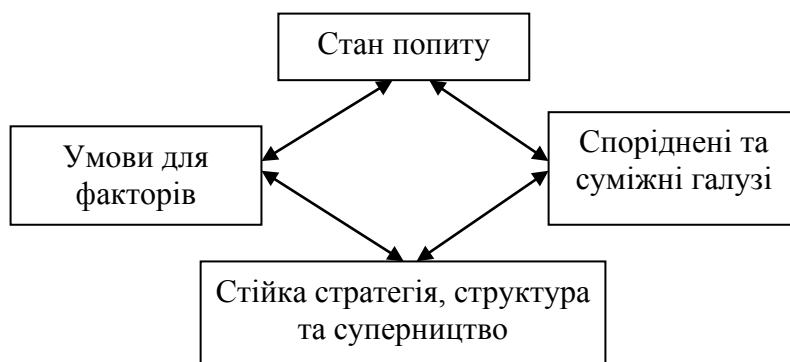 Стан попиту
Умови для
факторів
Споріднені та
суміжні галузі
Стійка стратегія, структура
та суперництво